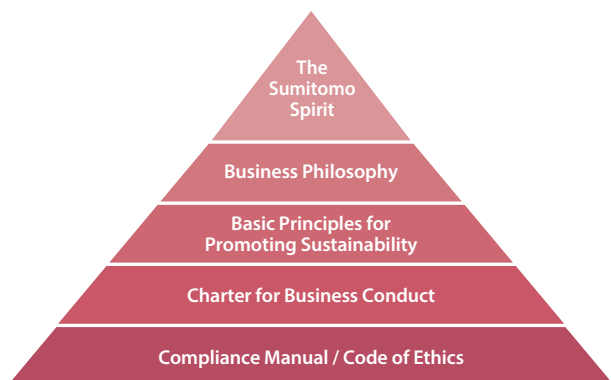 The
Sumitomo
Spirit
Business Philosophy
Basic Principles for
Promoting Sustainability
Charter for Business Conduct
Compliance Manual / Code of Ethics